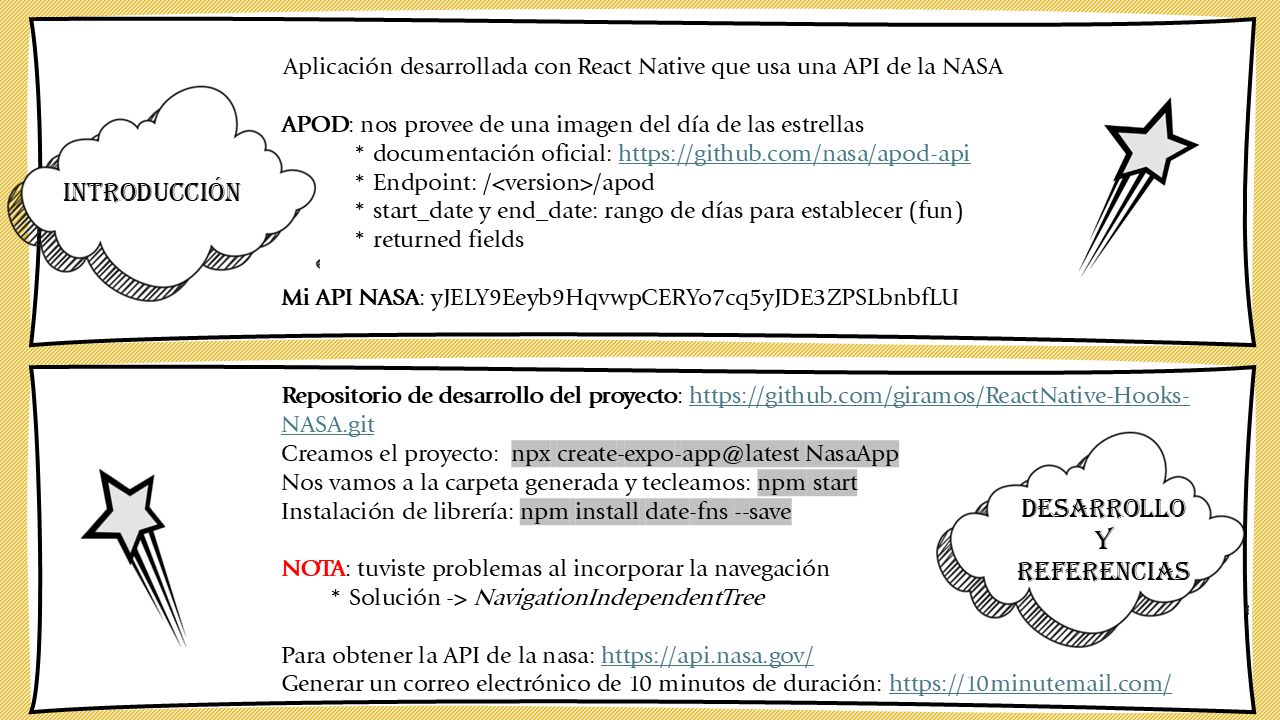 Aplicación desarrollada con React Native que usa una API de la NASA
APOD: nos provee de una imagen del día de las estrellas
* documentación oficial: https://github.com/nasa/apod-api
* Endpoint: /<version>/apod
* start_date y end_date: rango de días para establecer (fun)
* returned fields
INTRODUCCIÓN
Mi API NASA: yJELY9Eeyb9HqvwpCERYo7cq5yJDE3ZPSLbnbfLU
Repositorio de desarrollo del proyecto: https://github.com/giramos/ReactNative-Hooks-
NASA.git
Creamos el proyecto: npx create-expo-app@latest NasaApp
Nos vamos a la carpeta generada y tecleamos: npm start
Instalación de librería: npm install date-fns --save
NOTA: tuviste problemas al incorporar la navegación
* Solución -> NavigationIndependentTree
Para obtener la API de la nasa: https://api.nasa.gov/
Generar un correo electrónico de 10 minutos de duración: https://10minutemail.com/
DESARROLLO
Y
REFERENCIAS